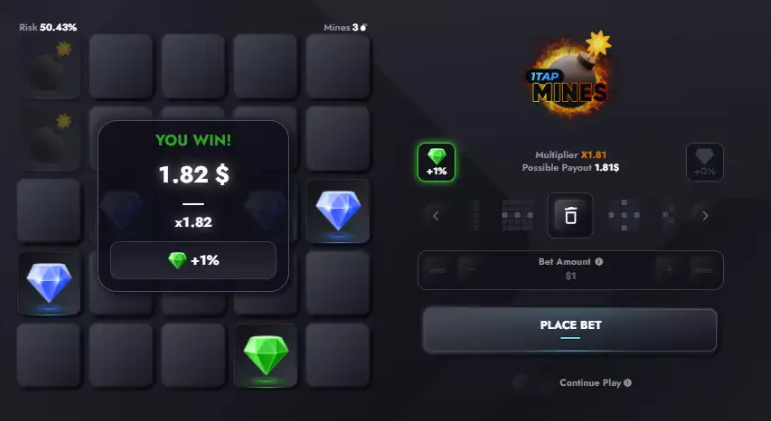 Risk 50.43%
Mines 3
YOU WIN!
1.82 $
x1.82
+1%
1TAP
MINES
+1%
Multiplier X1.81
Possible Payout 1.81$
+0%
Bet Amount
$1
PLACE BET
Continue Play